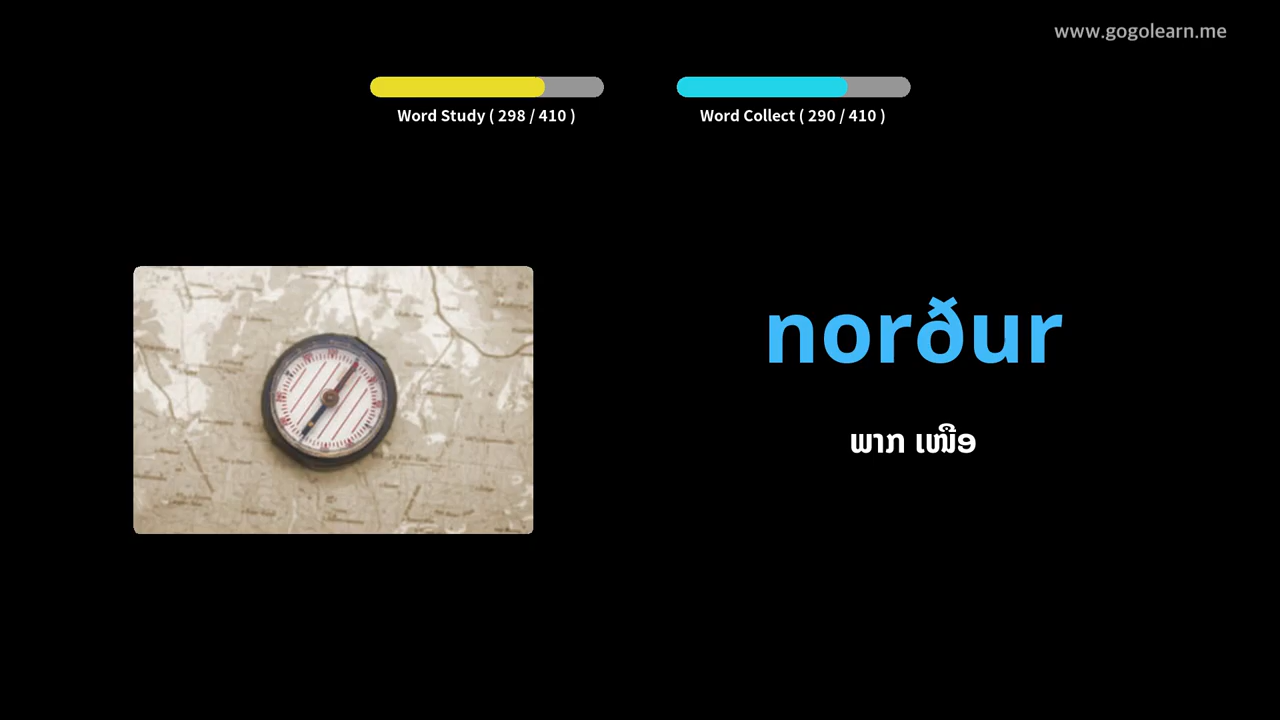 www.gogolearn.me
Word Study ( 298 / 410 )
Word Collect ( 290 / 410 )
norður
ພາກ ເໜືອ